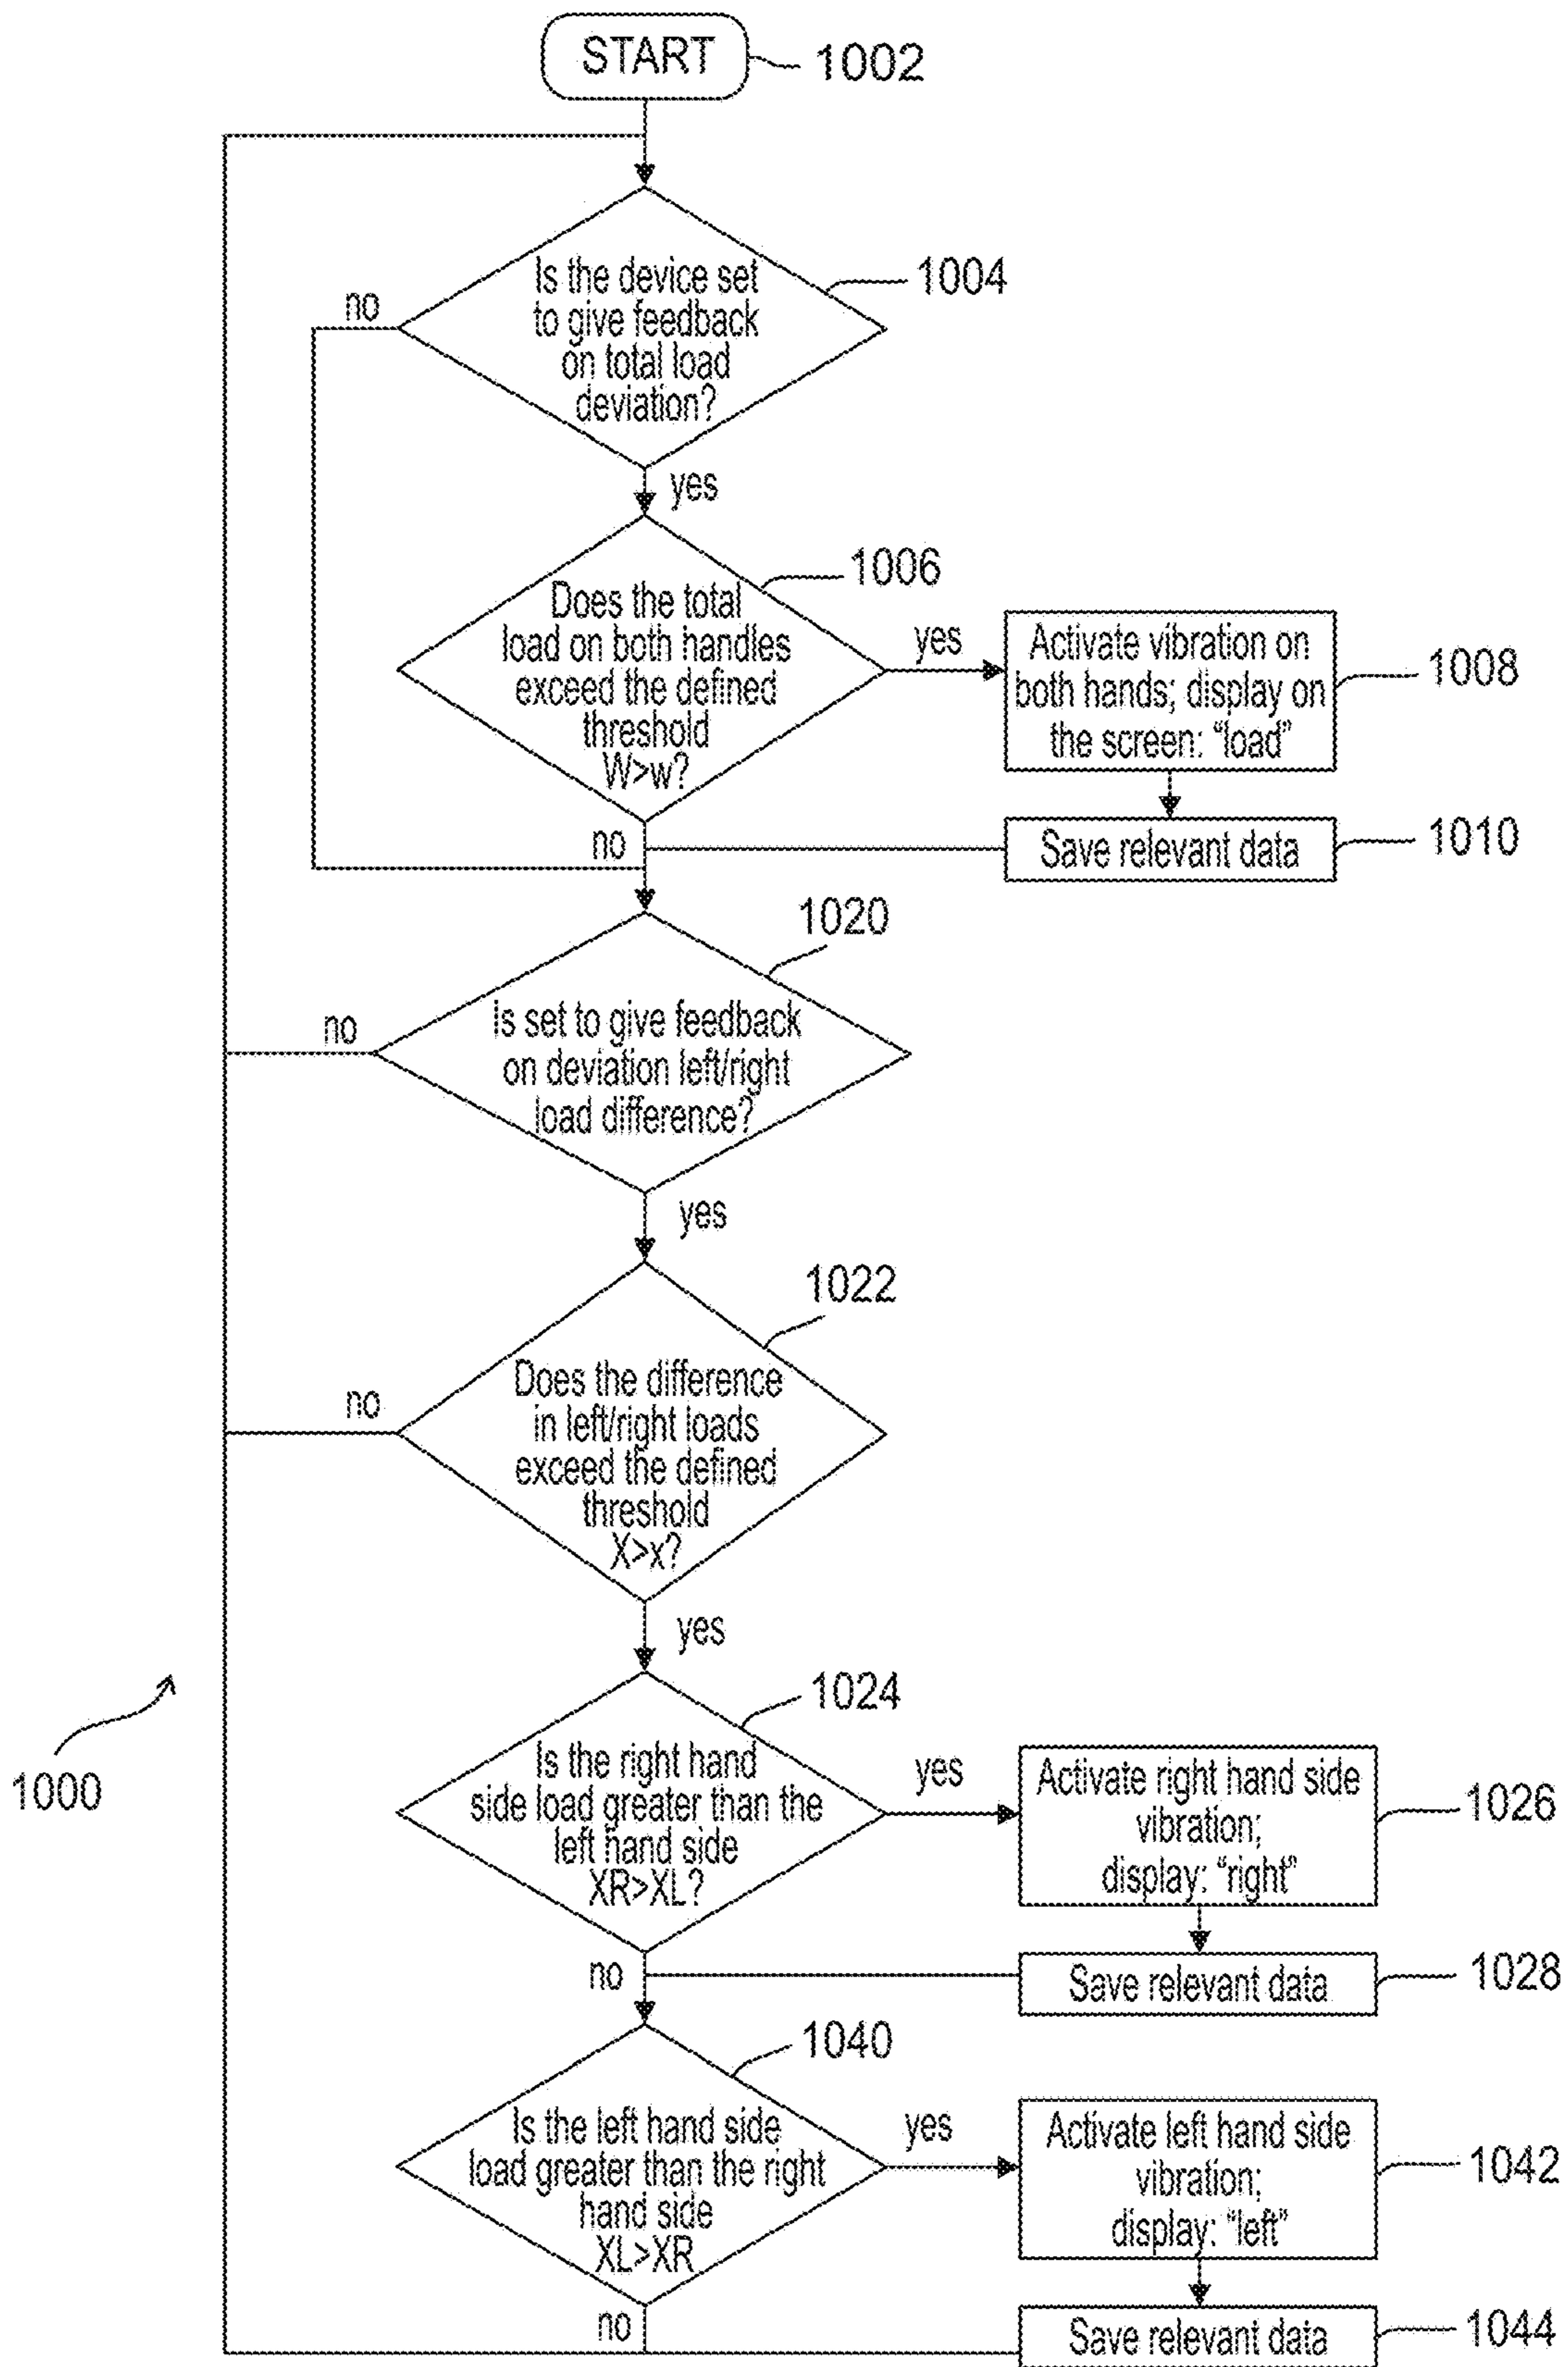 START
1002
Is the device set
to give feedback
on total load
deviation?
1004
no
yes
Does the total
load on both handles
exceed the defined
threshold
W>w?
1006
yes
Activate vibration on
both hands; display on
the screen: "load"
1008
no
Save relevant data
1010
1020
Is set to give feedback
on deviation left/right
load difference?
no
yes
1022
Does the difference
in left/right loads
exceed the defined
threshold
X>x?
no
yes
1000
1024
Is the right hand
side load greater than the
left hand side
XR>XL?
yes
Activate right hand side
vibration;
display: "right"
1026
no
Save relevant data
1028
1040
Is the left hand side
load greater than the right
hand side
XL>XR
yes
Activate left hand side
vibration;
display: "left"
1042
no
Save relevant data
1044